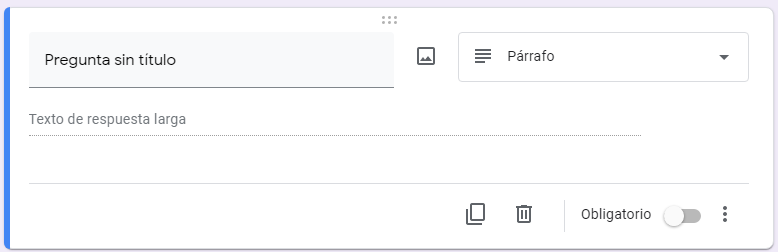 Pregunta sin título
Párrafo
Texto de respuesta larga
Obligatorio